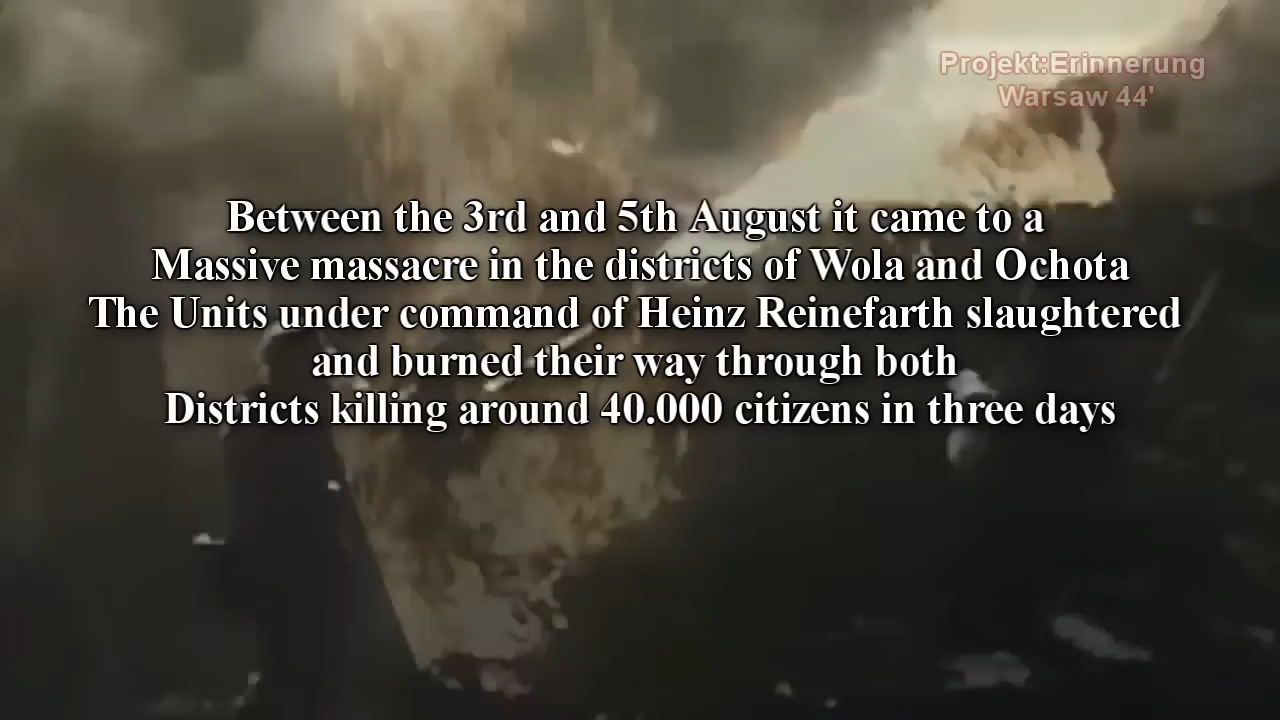 Projekt:Erinnerung
Warsaw 44'
Between the 3rd and 5th August it came to a
Massive massacre in the districts of Wola and Ochota
The Units under command of Heinz Reinefarth slaughtered
and burned their way through both
Districts killing around 40.000 citizens in three days